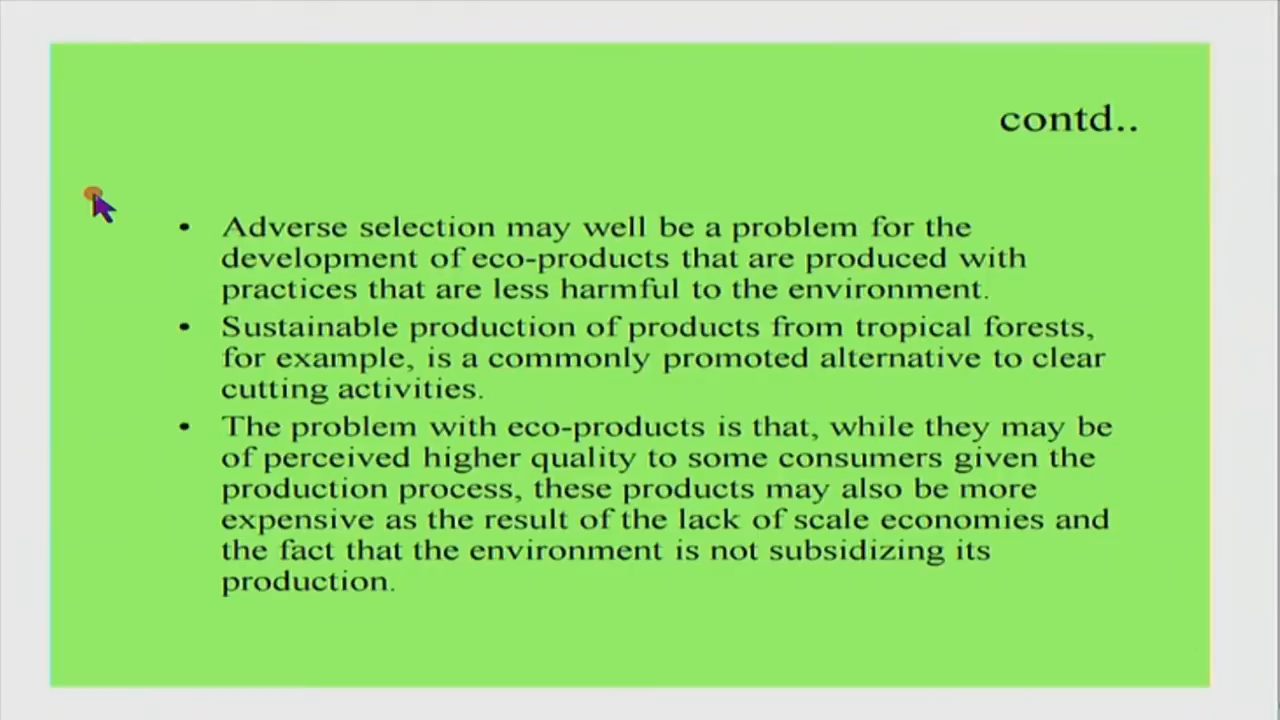 contd..
• Adverse selection may well be a problem for the
development of eco-products that are produced with
practices that are less harmful to the environment.
• Sustainable production of products from tropical forests,
for example, is a commonly promoted alternative to clear
cutting activities.
• The problem with eco-products is that, while they may be
of perceived higher quality to some consumers given the
production process, these products may also be more
expensive as the result of the lack of scale economies and
the fact that the environment is not subsidizing its
production.